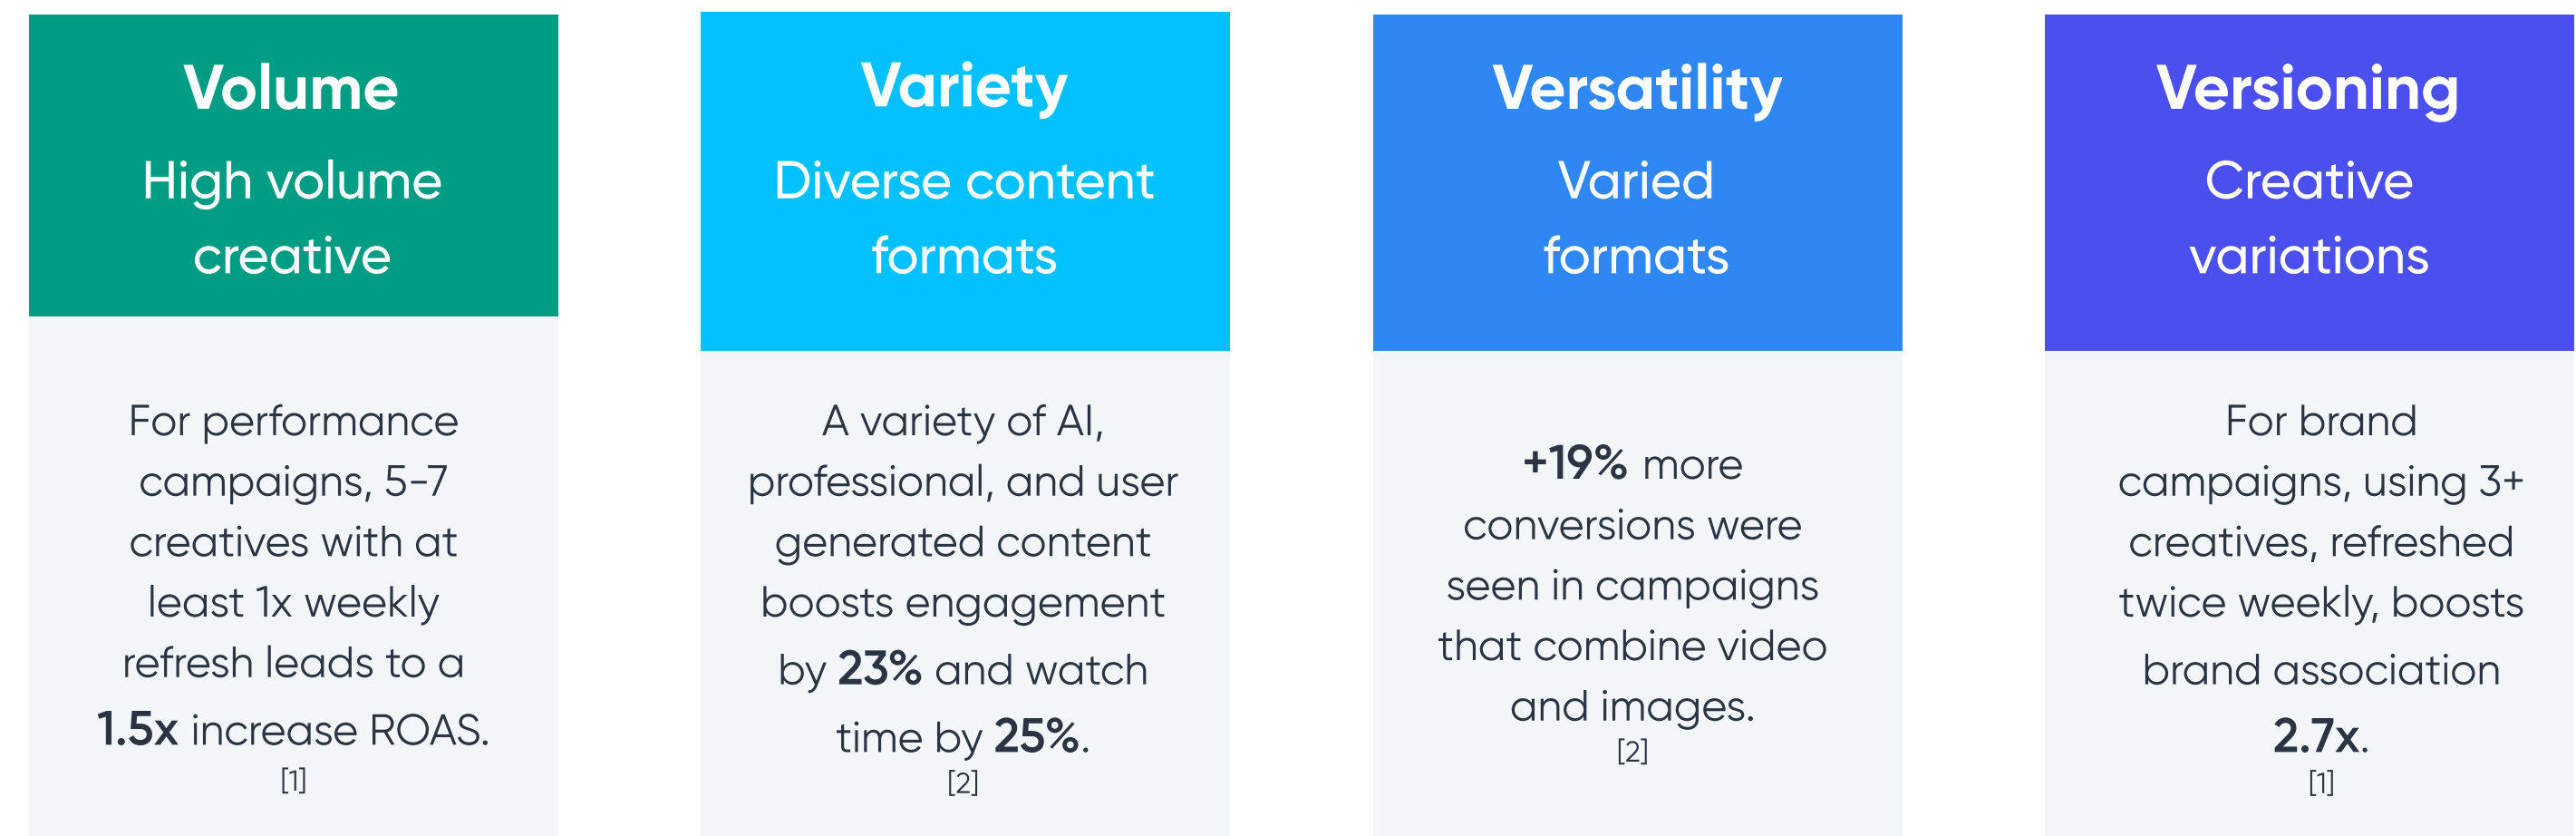 Volume
High volume
creative
For performance
campaigns, 5-7
creatives with at
least 1x weekly
refresh leads to a
1.5x increase ROAS.
[1]
Variety
Diverse content
formats
A variety of AI,
professional, and user
generated content
boosts engagement
by 23% and watch
time by 25%.
[2]
Versatility
Varied
formats
+19% more
conversions were
seen in campaigns
that combine video
and images.
[2]
Versioning
Creative
variations
For brand
campaigns, using 3+
creatives, refreshed
twice weekly, boosts
brand association
2.7x.
[1]